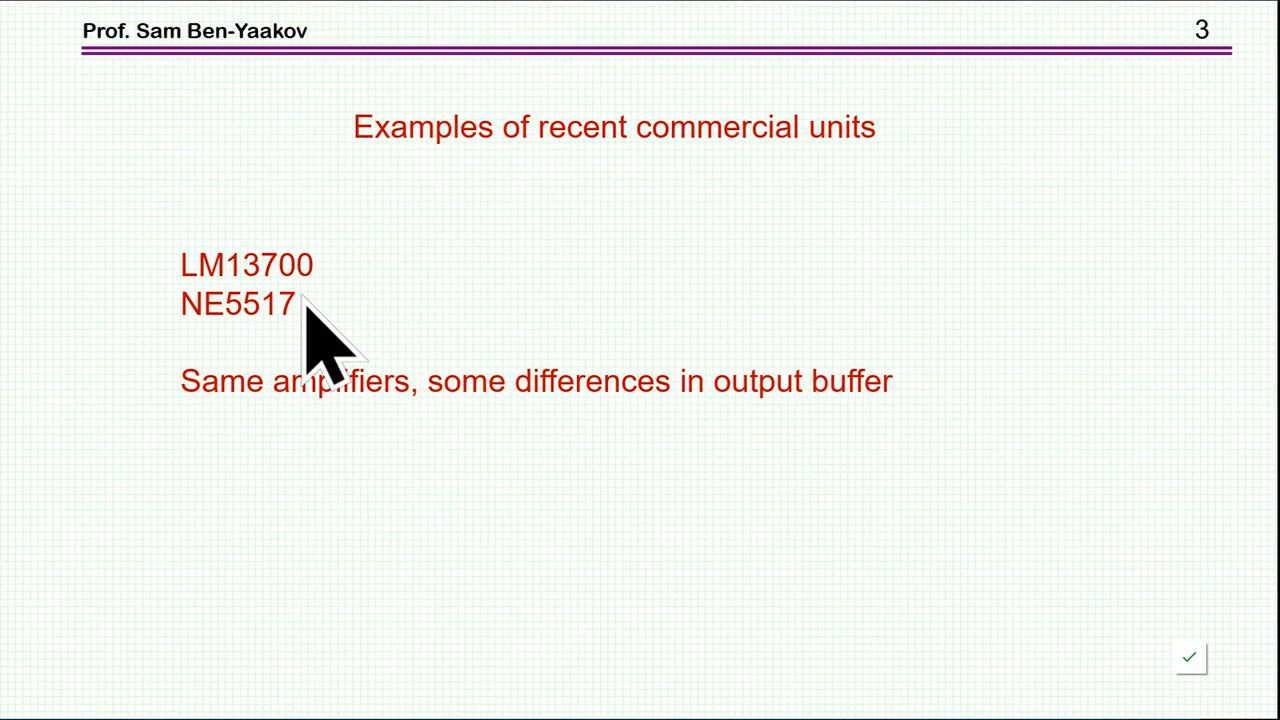 Prof. Sam Ben-Yaakov
3
Examples of recent commercial units
LM13700
NE5517
Same amplifiers, some differences in output buffer